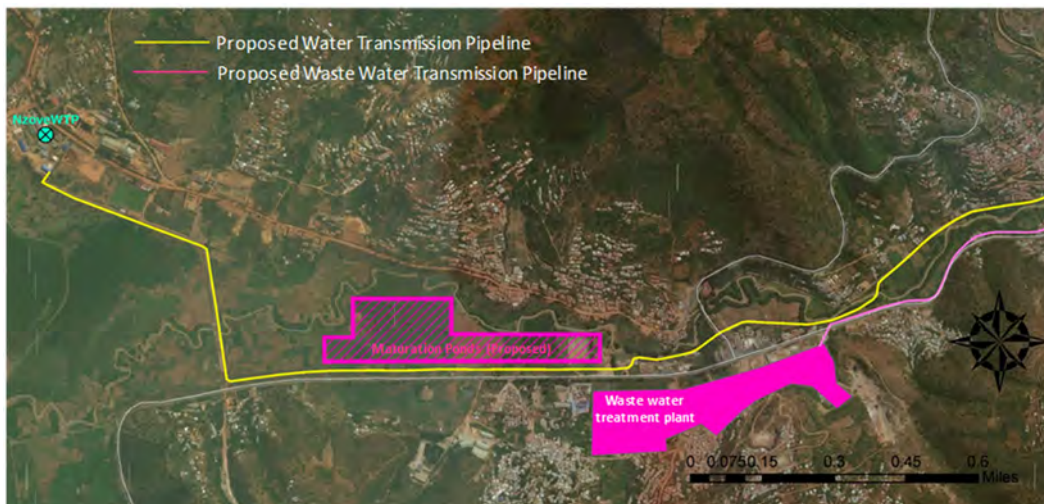 Proposed Water Transmission Pipeline
Proposed Waste Water Transmission Pipeline
NzoveWTP
Maturation Ponds (Proposed)
Waste water
treatment plant
0 0.0750.15 0.3 0.45 0.6
Miles